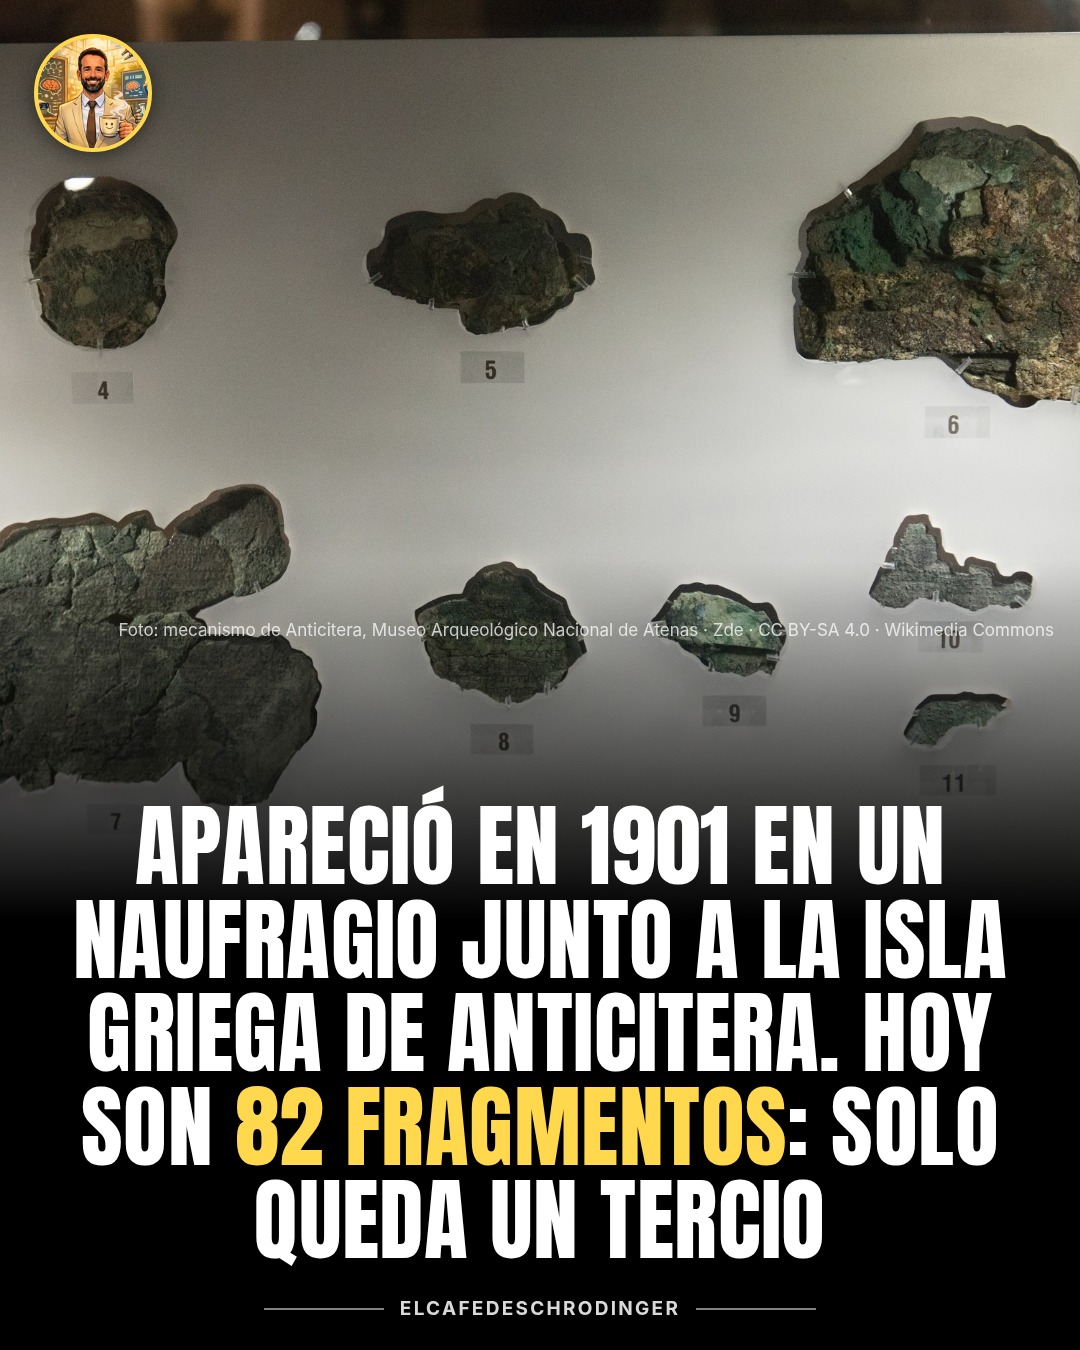 4
5
6
Foto: mecanismo de Anticitera, Museo Arqueológico Nacional de Atenas · Zde · CC BY-SA 4.0 · Wikimedia Commons
10
9
8
11
7
APARECIÓ EN 1901 EN UN
NAUFRAGIO JUNTO A LA ISLA
GRIEGA DE ANTICITERA. HOY
SON 82 FRAGMENTOS: SOLO
QUEDA UN TERCIO
ELCAFEDESCHRODINGER